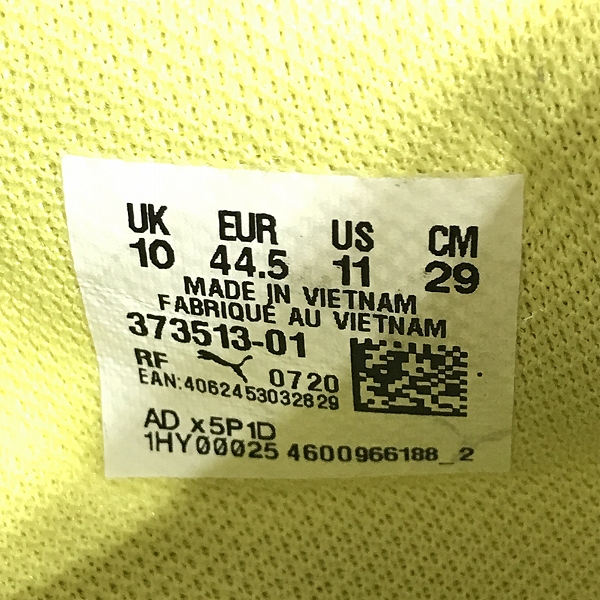 UK EUR US CM
10 44.5 11 29
MADE IN VIETNAM
FABRIQUÉ AU VIETNAM
373513-01
RF 0720
EAN:4062453032829
AD x5P1D
1HY00025 4600966188_2